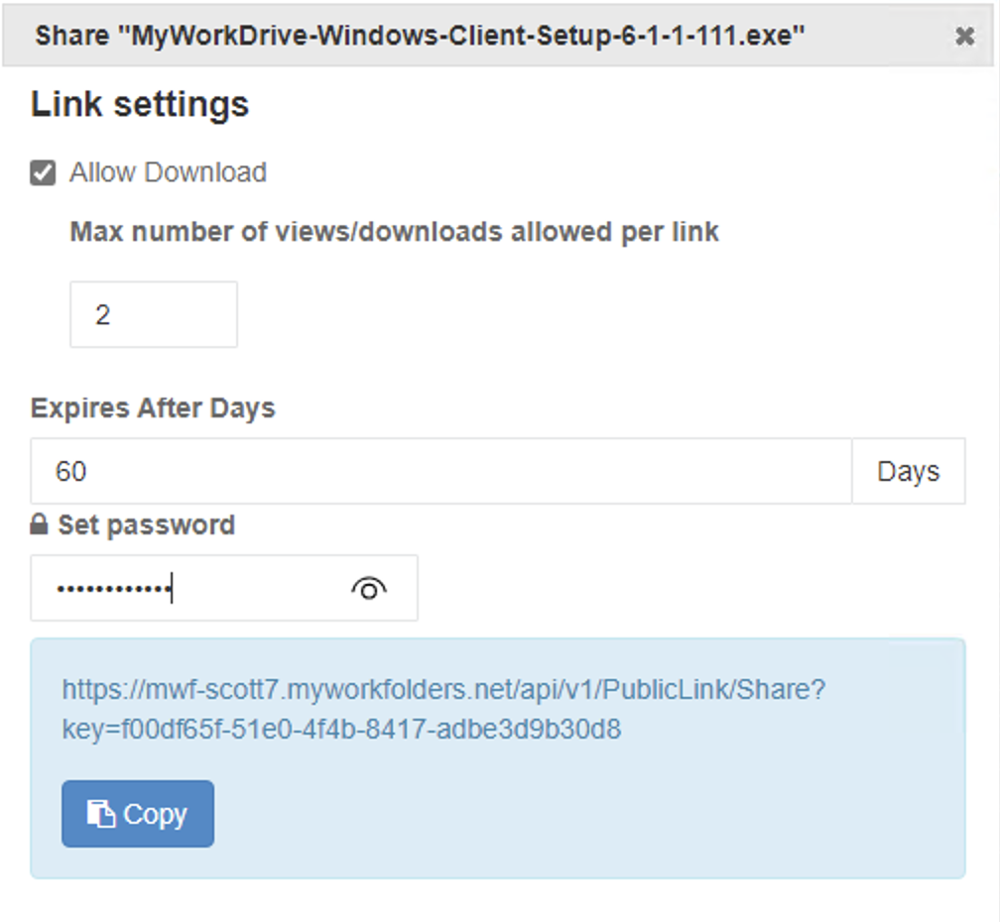 Share "MyWorkDrive-Windows-Client-Setup-6-1-1-111.exe"
Link settings
Allow Download
Max number of views/downloads allowed per link
2
Expires After Days
60 Days
Set password
••••••••••••
https://mwf-scott7.myworkfolders.net/api/v1/PublicLink/Share?
key=f00df65f-51e0-4f4b-8417-adbe3d9b30d8
Copy